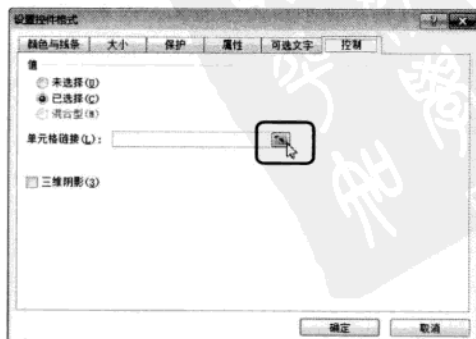 设置控件格式
颜色与线条 大小 保护 属性 可选文字 控制
值
未选择(U)
已选择(C)
混合型(M)
单元格链接(L):
三维阴影(3)
确定 取消